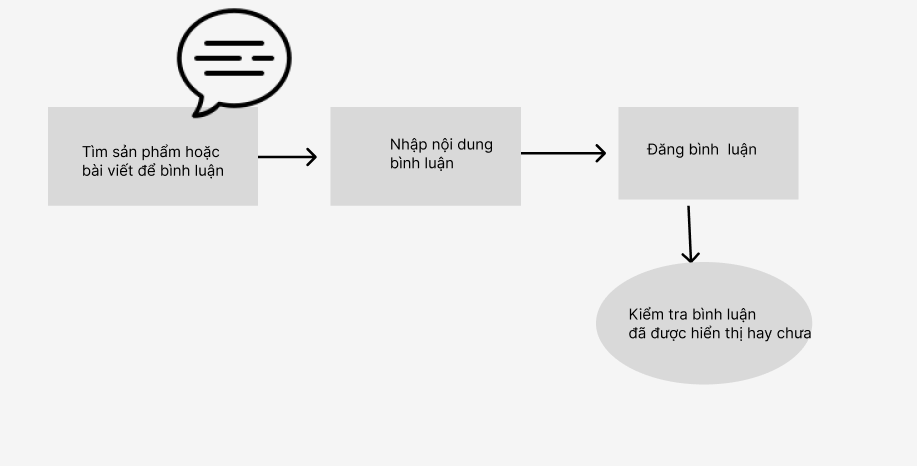 Tìm sản phẩm hoặc
bài viết để bình luận
Nhập nội dung
bình luận
Đăng bình  luận
Kiểm tra bình luận
đã được hiển thị hay chưa